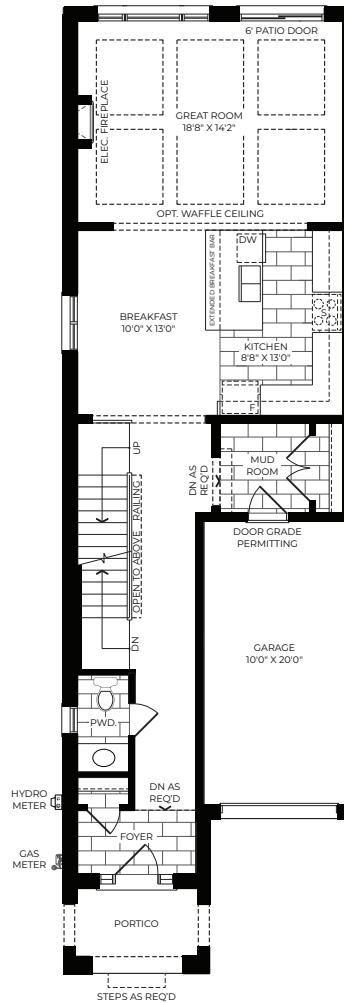 6' PATIO DOOR
ELEC. FIREPLACE
GREAT ROOM
18'8" X 14'2"
OPT. WAFFLE CEILING
EXTENDED BREAKFAST BAR
DW
BREAKFAST
10'0" X 13'0"
S
KITCHEN
8'8" X 13'0"
F
UP
RAILING
OPEN TO ABOVE
DN
DN AS
REQ'D
MUD
ROOM
DOOR GRADE
PERMITTING
GARAGE
10'0" X 20'0"
PWD.
HYDRO
METER
DN AS
REQ'D
FOYER
GAS
METER
PORTICO
STEPS AS REQ'D